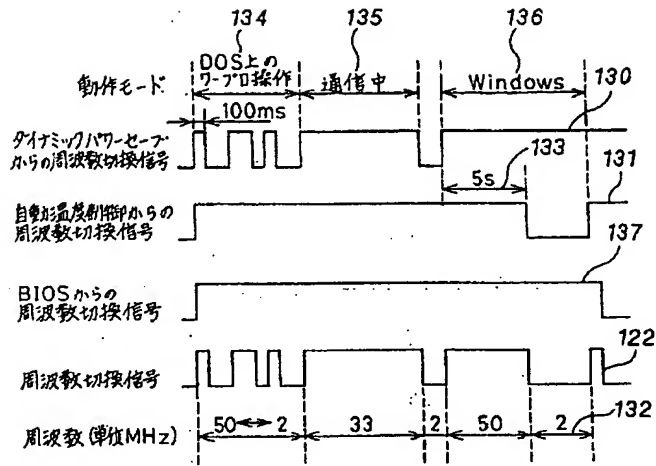 134
135
136
DOS上の
ワープロ操作
通信中
Windows
動作モード
130
100ms
ダイナミックパワーセーブ
からの周波数切換信号
133
131
5s
自動温度制御からの
周波数切換信号
137
BIOSからの
周波数切換信号
122
周波数切換信号
132
周波数(単位MHz)
50↔2
33
2
50
2